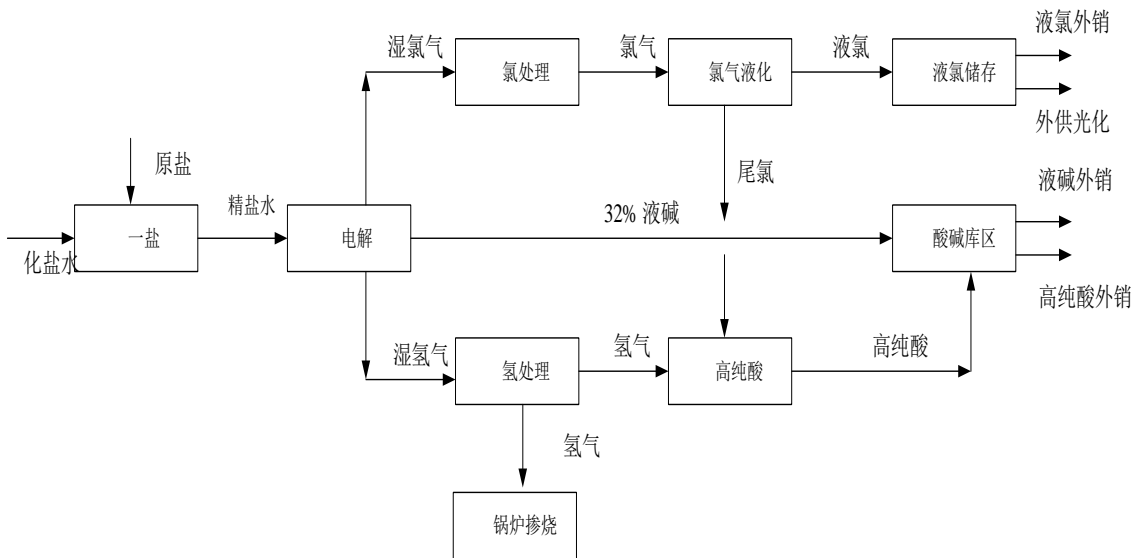 液氯外销
湿氯气
氯处理
氯气
氯气液化
液氯
液氯储存
外供光化
原盐
尾氯
液碱外销
精盐水
32% 液碱
一盐
电解
酸碱库区
化盐水
高纯酸外销
湿氢气
氢处理
氢气
高纯酸
高纯酸
氢气
锅炉掺烧